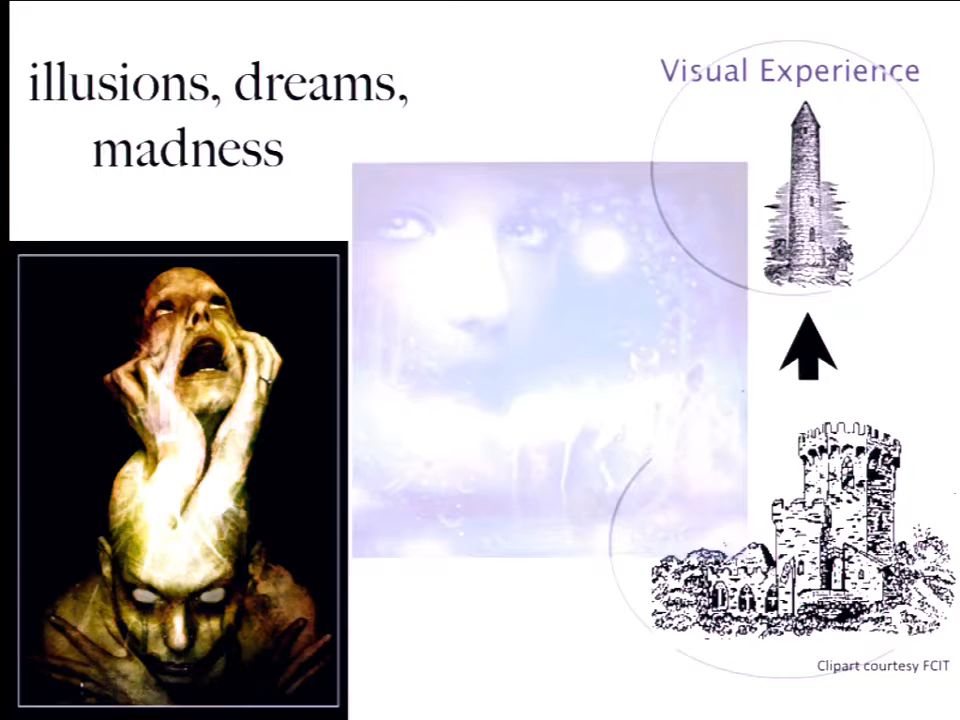 illusions, dreams,
madness
Visual Experience
Clipart courtesy FCIT